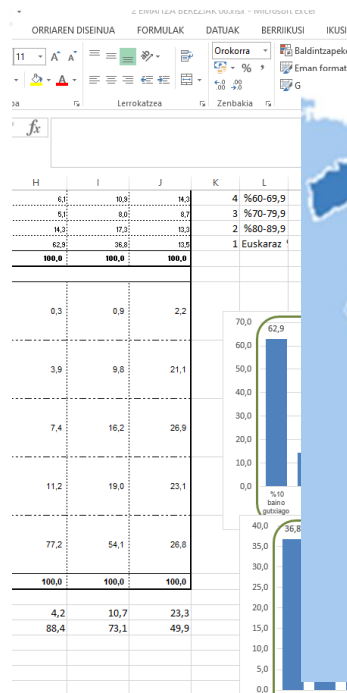 2 EMAITZA BEREZIAK
Microsoft Excel
ORRIAREN DISEINUA FORMULAK DATUAK BERRIKUSI IKUSI
11 A A Orokorra Baldintzapeko
A % Eman format
Lerrokatzea Zenbakia
fx
H I J K L
6,1 10,9 14,3 4 %60-69,9
5,1 8,0 8,7 3 %70-79,9
14,3 17,3 13,3 2 %80-89,9
62,9 36,8 13,5 1 Euskaraz
100,0 100,0 100,0
0,3 0,9 2,2
3,9 9,8 21,1
7,4 16,2 26,9
11,2 19,0 23,1
77,2 54,1 26,8
100,0 100,0 100,0
4,2 10,7 23,3
88,4 73,1 49,9
70,0
62,9
60,0
50,0
40,0
30,0
20,0
10,0
0,0
%10
baino
gutxiago
40,0
36,8
35,0
30,0
25,0
20,0
15,0
10,0
5,0
0,0